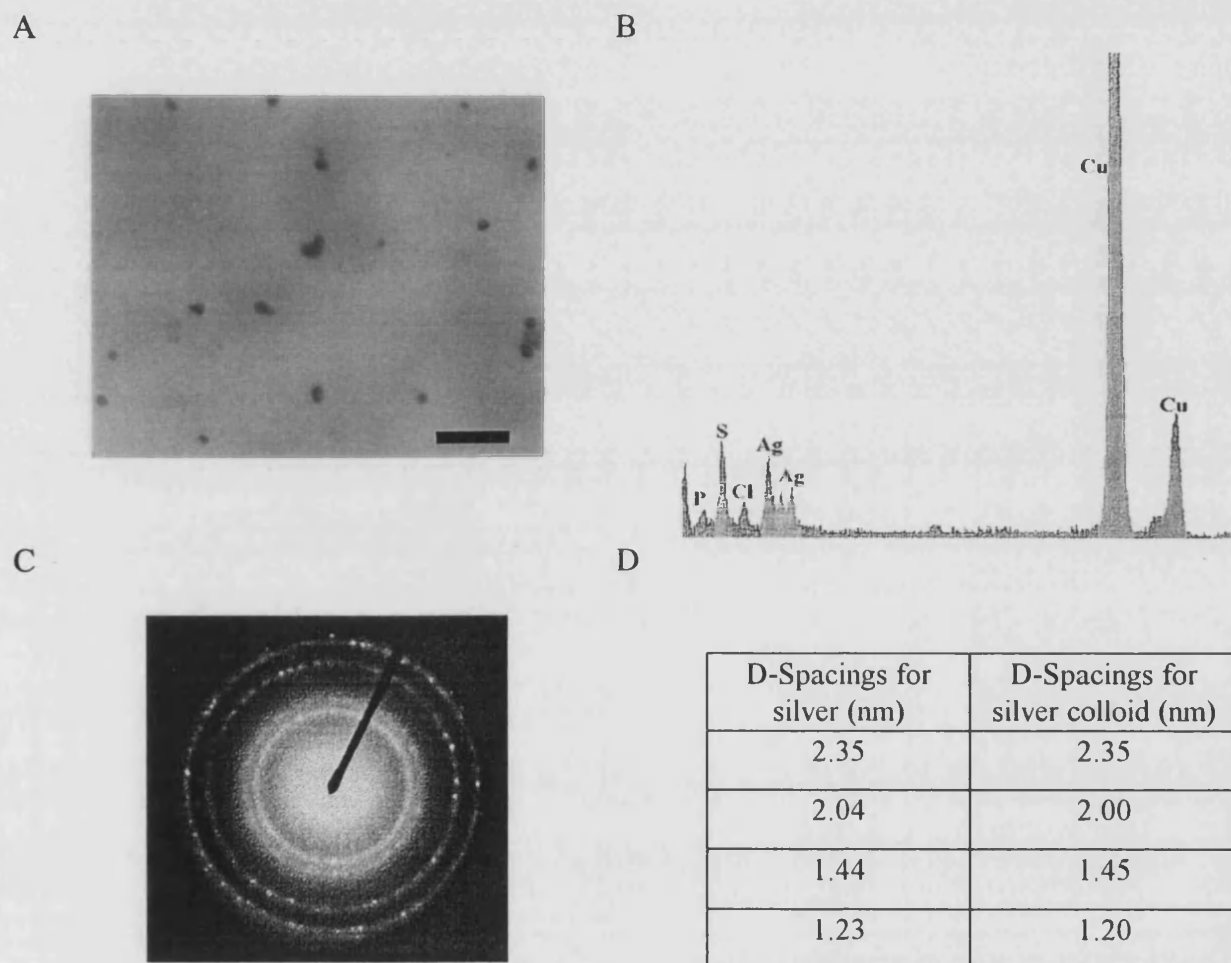 A
B
Cu
Cu
S
Ag
Ag
P
Cl
C
D
D-Spacings for silver (nm)
D-Spacings for silver colloid (nm)
2.35
2.35
2.04
2.00
1.44
1.45
1.23
1.20